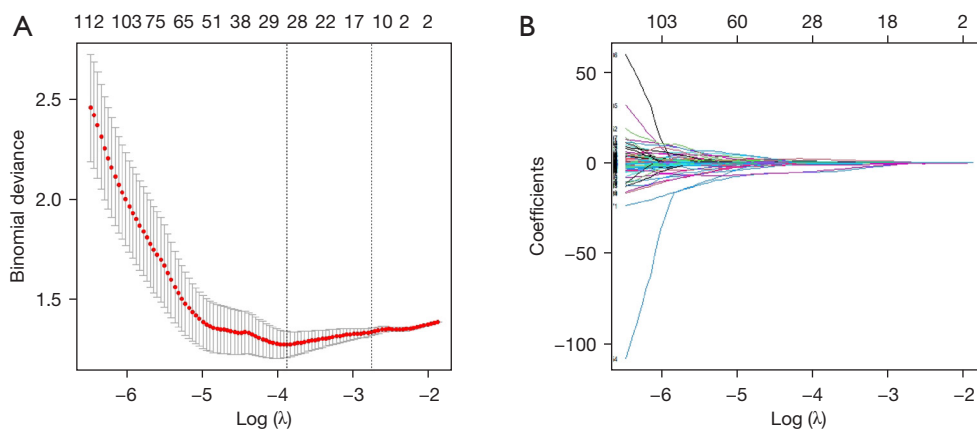 A
112 103 75 65 51 38 29 28 22 17 10 2 2
Binomial deviance
2.5
2.0
1.5
−6 −5 −4 −3 −2
Log (λ)
B
103 60 28 18 2
Coefficients
50
0
−50
−100
−6 −5 −4 −3 −2
Log (λ)